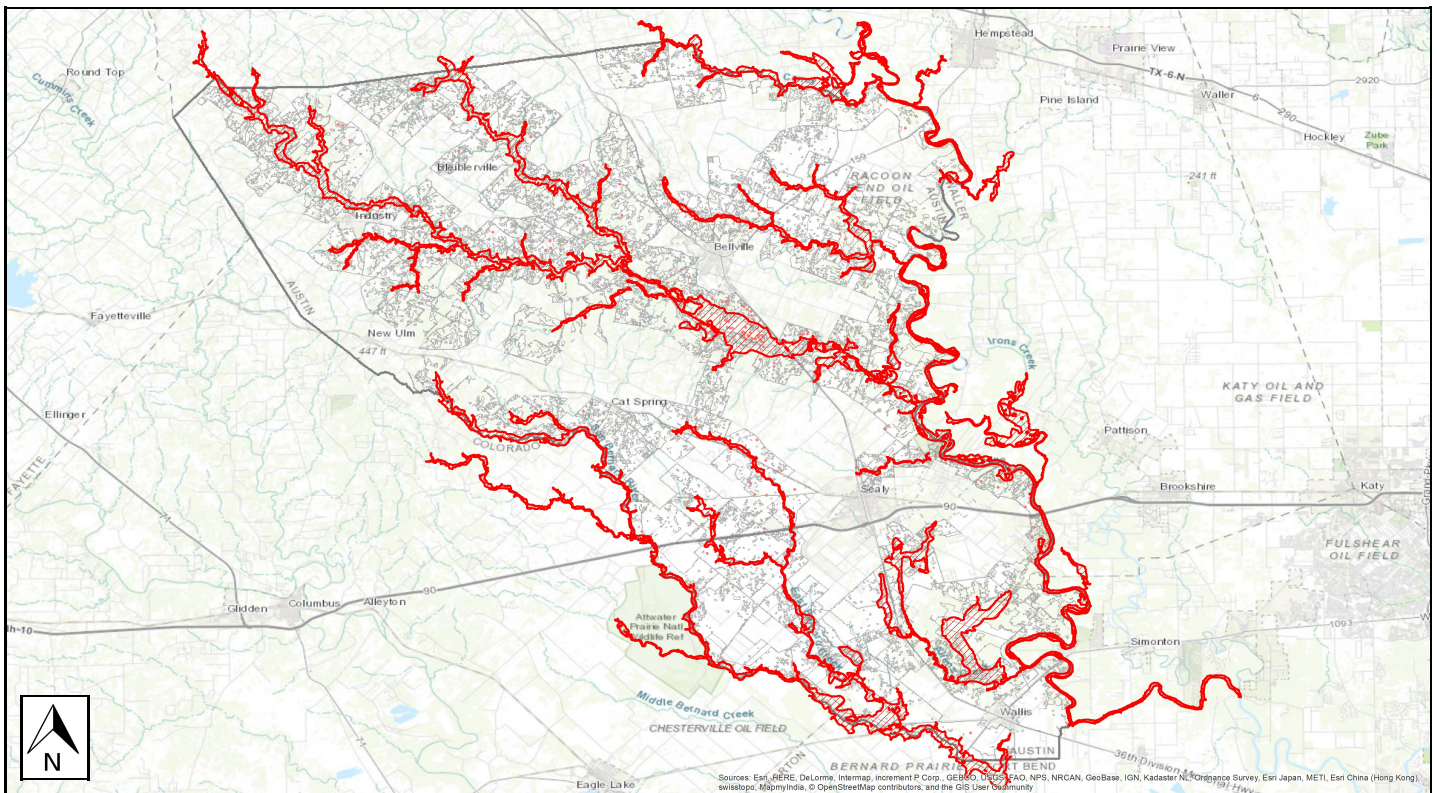 Hempstead
Prairie View
Round Top
TX-6 N
2920
Cummins Creek
Pine Island
Waller
6
290
Hockley
Zube
Park
159
Bleiblerville
RACOON
BEND OIL
FIELD
241 ft
WALLER
AUSTIN
Industry
Bellville
AUSTIN
Fayetteville
New Ulm
447 ft
Irons Creek
KATY OIL AND
GAS FIELD
Cat Spring
Ellinger
Pattison
COLORADO
FAYETTE
Sealy
Brookshire
Katy
90
71
FULSHEAR
OIL FIELD
Glidden
Columbus
Alleyton
90
Attwater
Prairie Natl
Wildlife Ref
Ih-10
1093
Simonton
Middle Bernard
Creek
CHESTERVILLE OIL FIELD
Wallis
71
AUSTIN
FORT BEND
BERNARD PRAIRIE
N
Eagle Lake
Sources: Esri, HERE, DeLorme, Intermap, increment P Corp., GEBCO, USGS, FAO, NPS, NRCAN, GeoBase, IGN, Kadaster NL, Ordnance Survey, Esri Japan, METI, Esri China (Hong Kong),
swisstopo, MapmyIndia, © OpenStreetMap contributors, and the GIS User Community